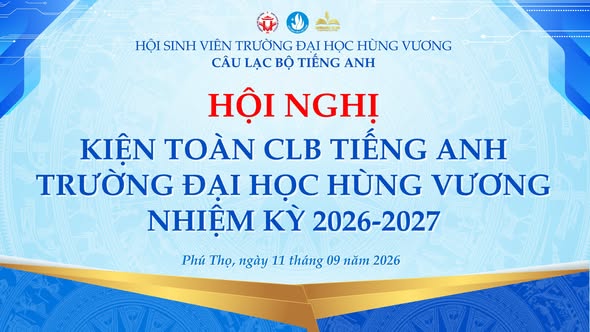 HỘI SINH VIÊN TRƯỜNG ĐẠI HỌC HÙNG VƯƠNG
CÂU LẠC BỘ TIẾNG ANH
HỘI NGHỊ
KIỆN TOÀN CLB TIẾNG ANH
TRƯỜNG ĐẠI HỌC HÙNG VƯƠNG
NHIỆM KỲ 2026-2027
Phú Thọ, ngày 11 tháng 09 năm 2026